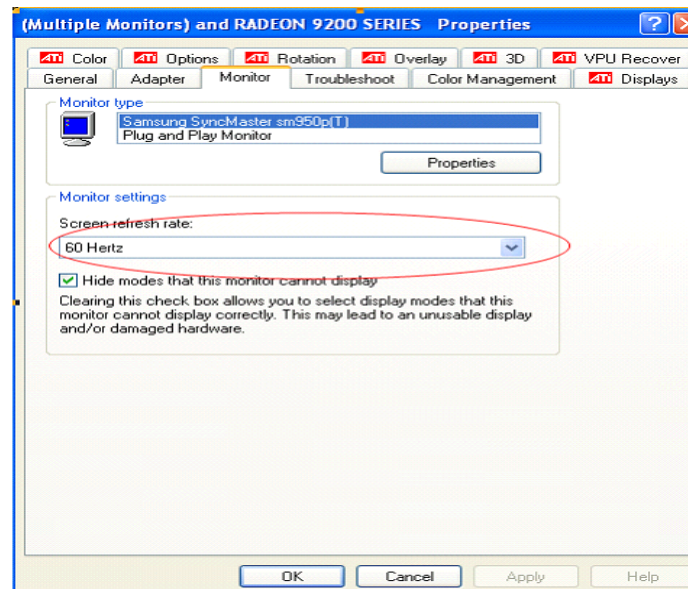 (Multiple Monitors) and RADEON 9200 SERIES Properties
ATI Color ATI Options ATI Rotation ATI Overlay ATI 3D ATI VPU Recover
General Adapter Monitor Troubleshoot Color Management ATI Displays
Monitor type
Samsung SyncMaster sm950p(T)
Plug and Play Monitor
Properties
Monitor settings
Screen refresh rate:
60 Hertz
Hide modes that this monitor cannot display
Clearing this check box allows you to select display modes that this
monitor cannot display correctly. This may lead to an unusable display
and/or damaged hardware.
OK Cancel Apply Help